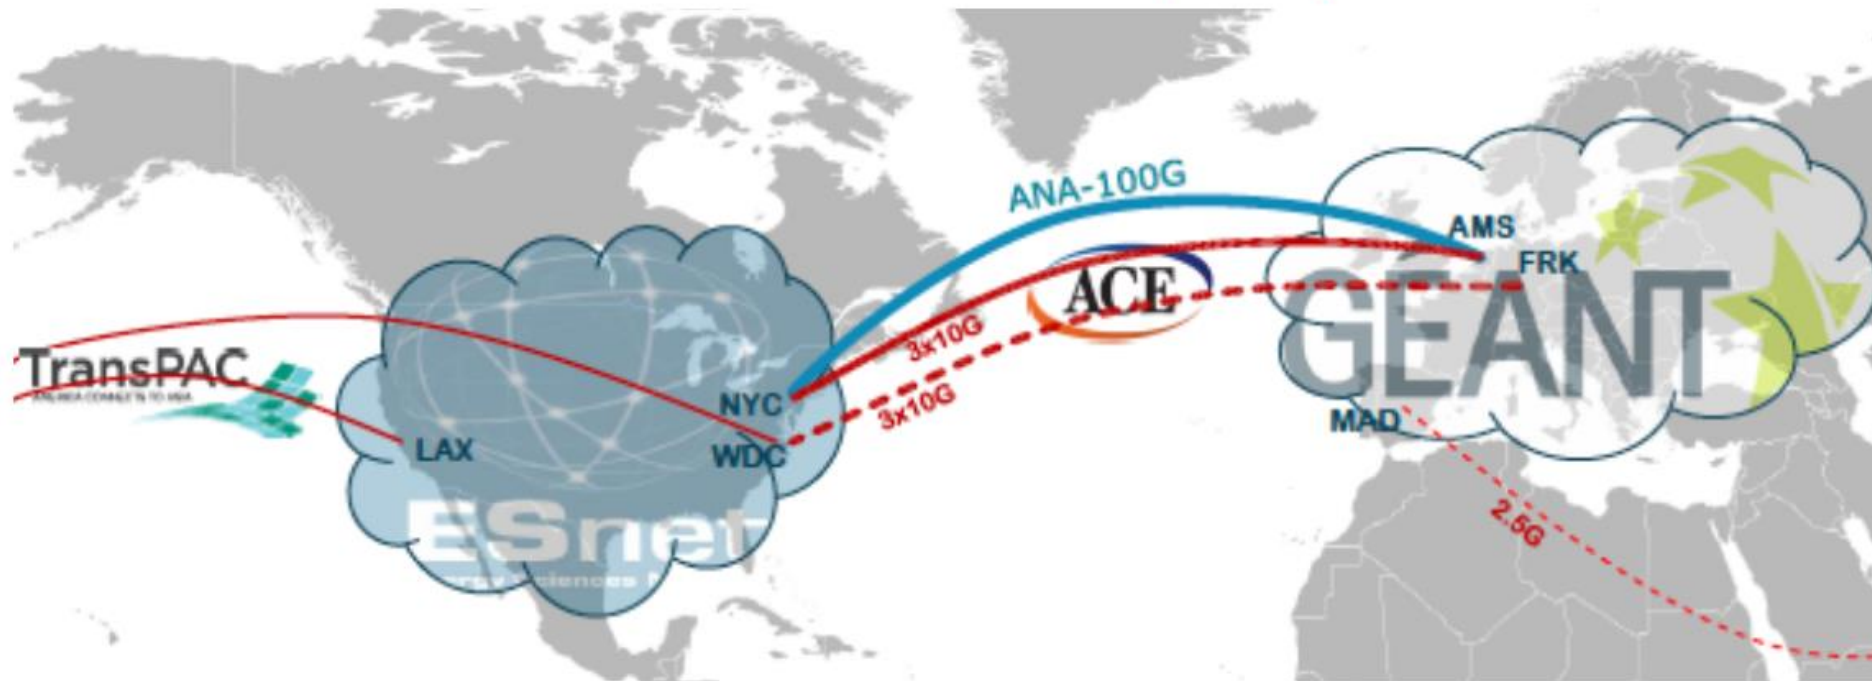 ANA-100G
AMS
FRK
ACE
3x10G
3x10G
GEANT
TransPAC
NYC
WDC
LAX
MAD
ESnet
2.5G